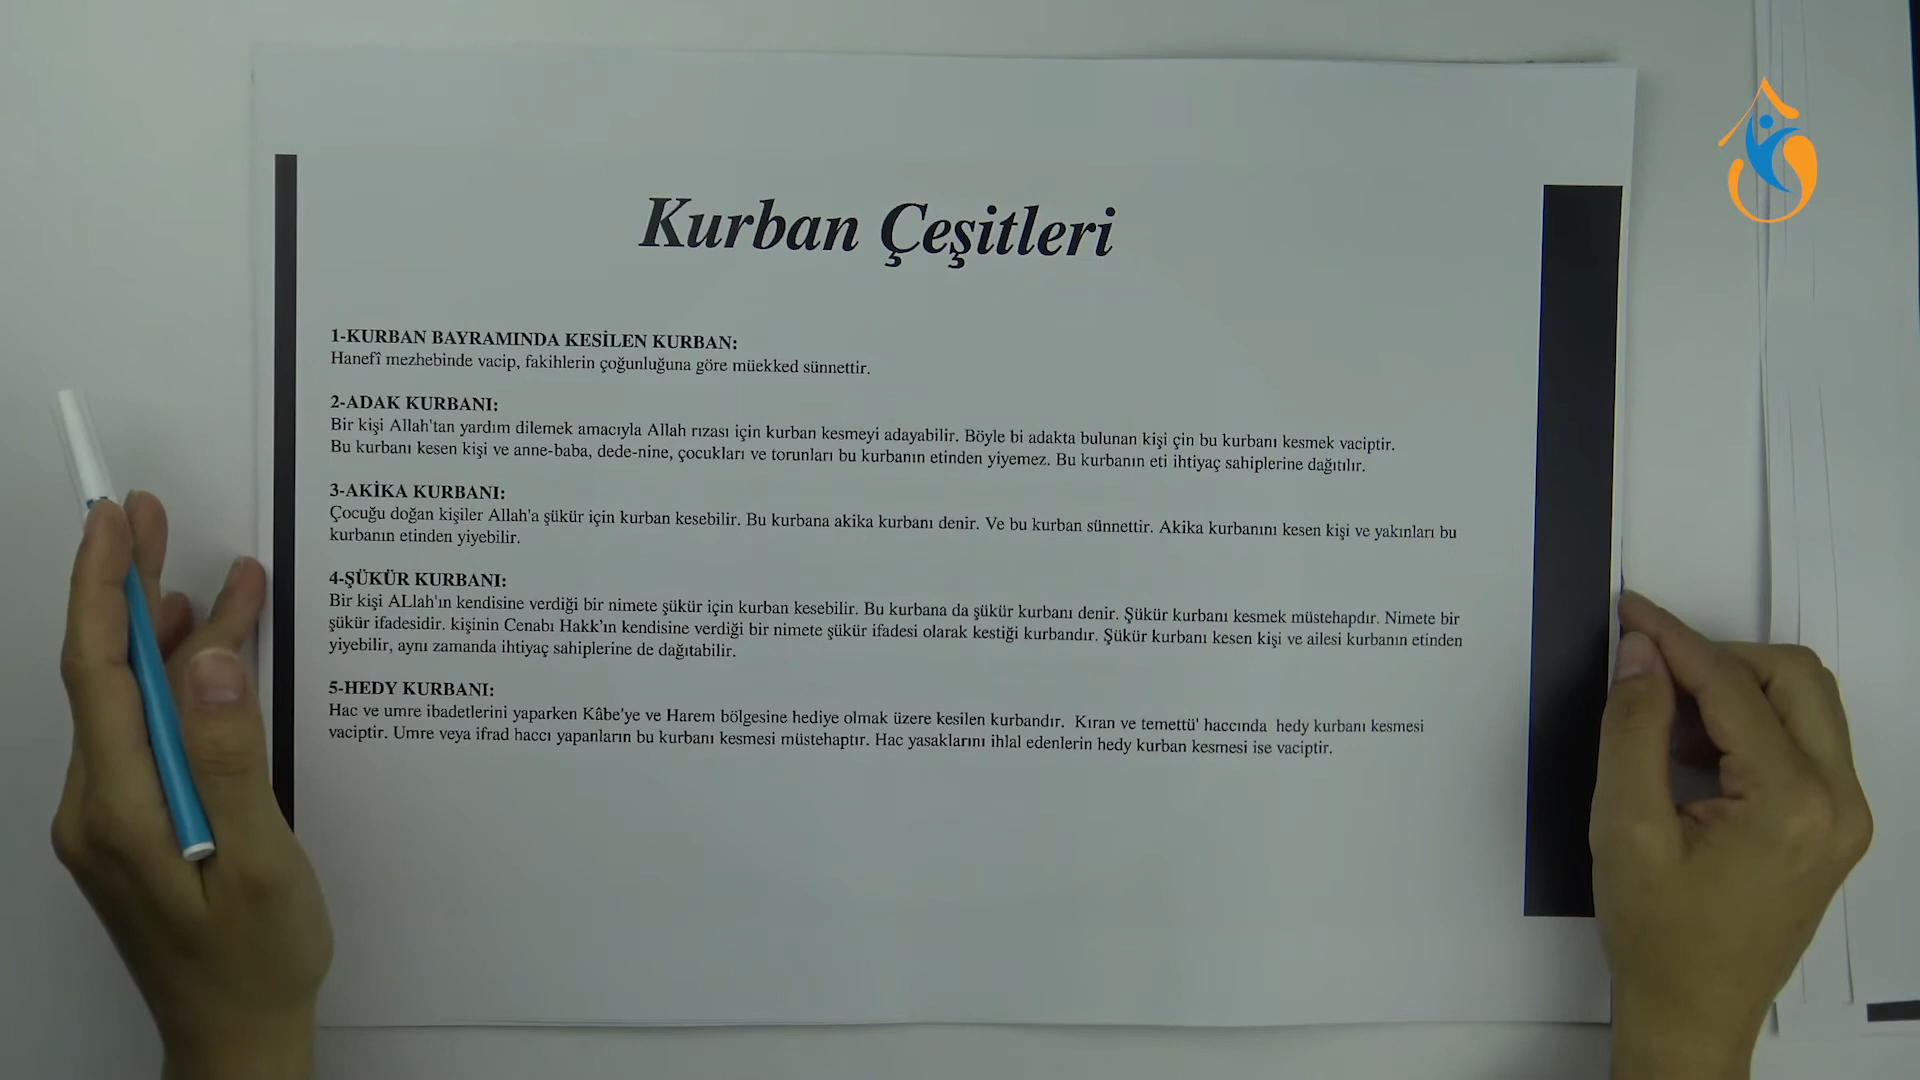 Kurban Çeşitleri
1-KURBAN BAYRAMINDA KESİLEN KURBAN:
Hanefî mezhebinde vacip, fakihlerin çoğunluğuna göre müekked sünnettir.
2-ADAK KURBANI:
Bir kişi Allah'tan yardım dilemek amacıyla Allah rızası için kurban kesmeyi adayabilir. Böyle bi adakta bulunan kişi çin bu kurbanı kesmek vaciptir.
Bu kurbanı kesen kişi ve anne-baba, dede-nine, çocukları ve torunları bu kurbanın etinden yiyemez. Bu kurbanın eti ihtiyaç sahiplerine dağıtılır.
3-AKİKA KURBANI:
Çocuğu doğan kişiler Allah'a şükür için kurban kesebilir. Bu kurbana akika kurbanı denir. Ve bu kurban sünnettir. Akika kurbanını kesen kişi ve yakınları bu
kurbanın etinden yiyebilir.
4-ŞÜKÜR KURBANI:
Bir kişi ALlah'ın kendisine verdiği bir nimete şükür için kurban kesebilir. Bu kurbana da şükür kurbanı denir. Şükür kurbanı kesmek müstehapdır. Nimete bir
şükür ifadesidir. kişinin Cenabı Hakk'ın kendisine verdiği bir nimete şükür ifadesi olarak kestiği kurbandır. Şükür kurbanı kesen kişi ve ailesi kurbanın etinden
yiyebilir, aynı zamanda ihtiyaç sahiplerine de dağıtabilir.
5-HEDY KURBANI:
Hac ve umre ibadetlerini yaparken Kâbe'ye ve Harem bölgesine hediye olmak üzere kesilen kurbandır. Kıran ve temettü' haccında hedy kurbanı kesmesi
vaciptir. Umre veya ifrad haccı yapanların bu kurbanı kesmesi müstehaptır. Hac yasaklarını ihlal edenlerin hedy kurban kesmesi ise vaciptir.